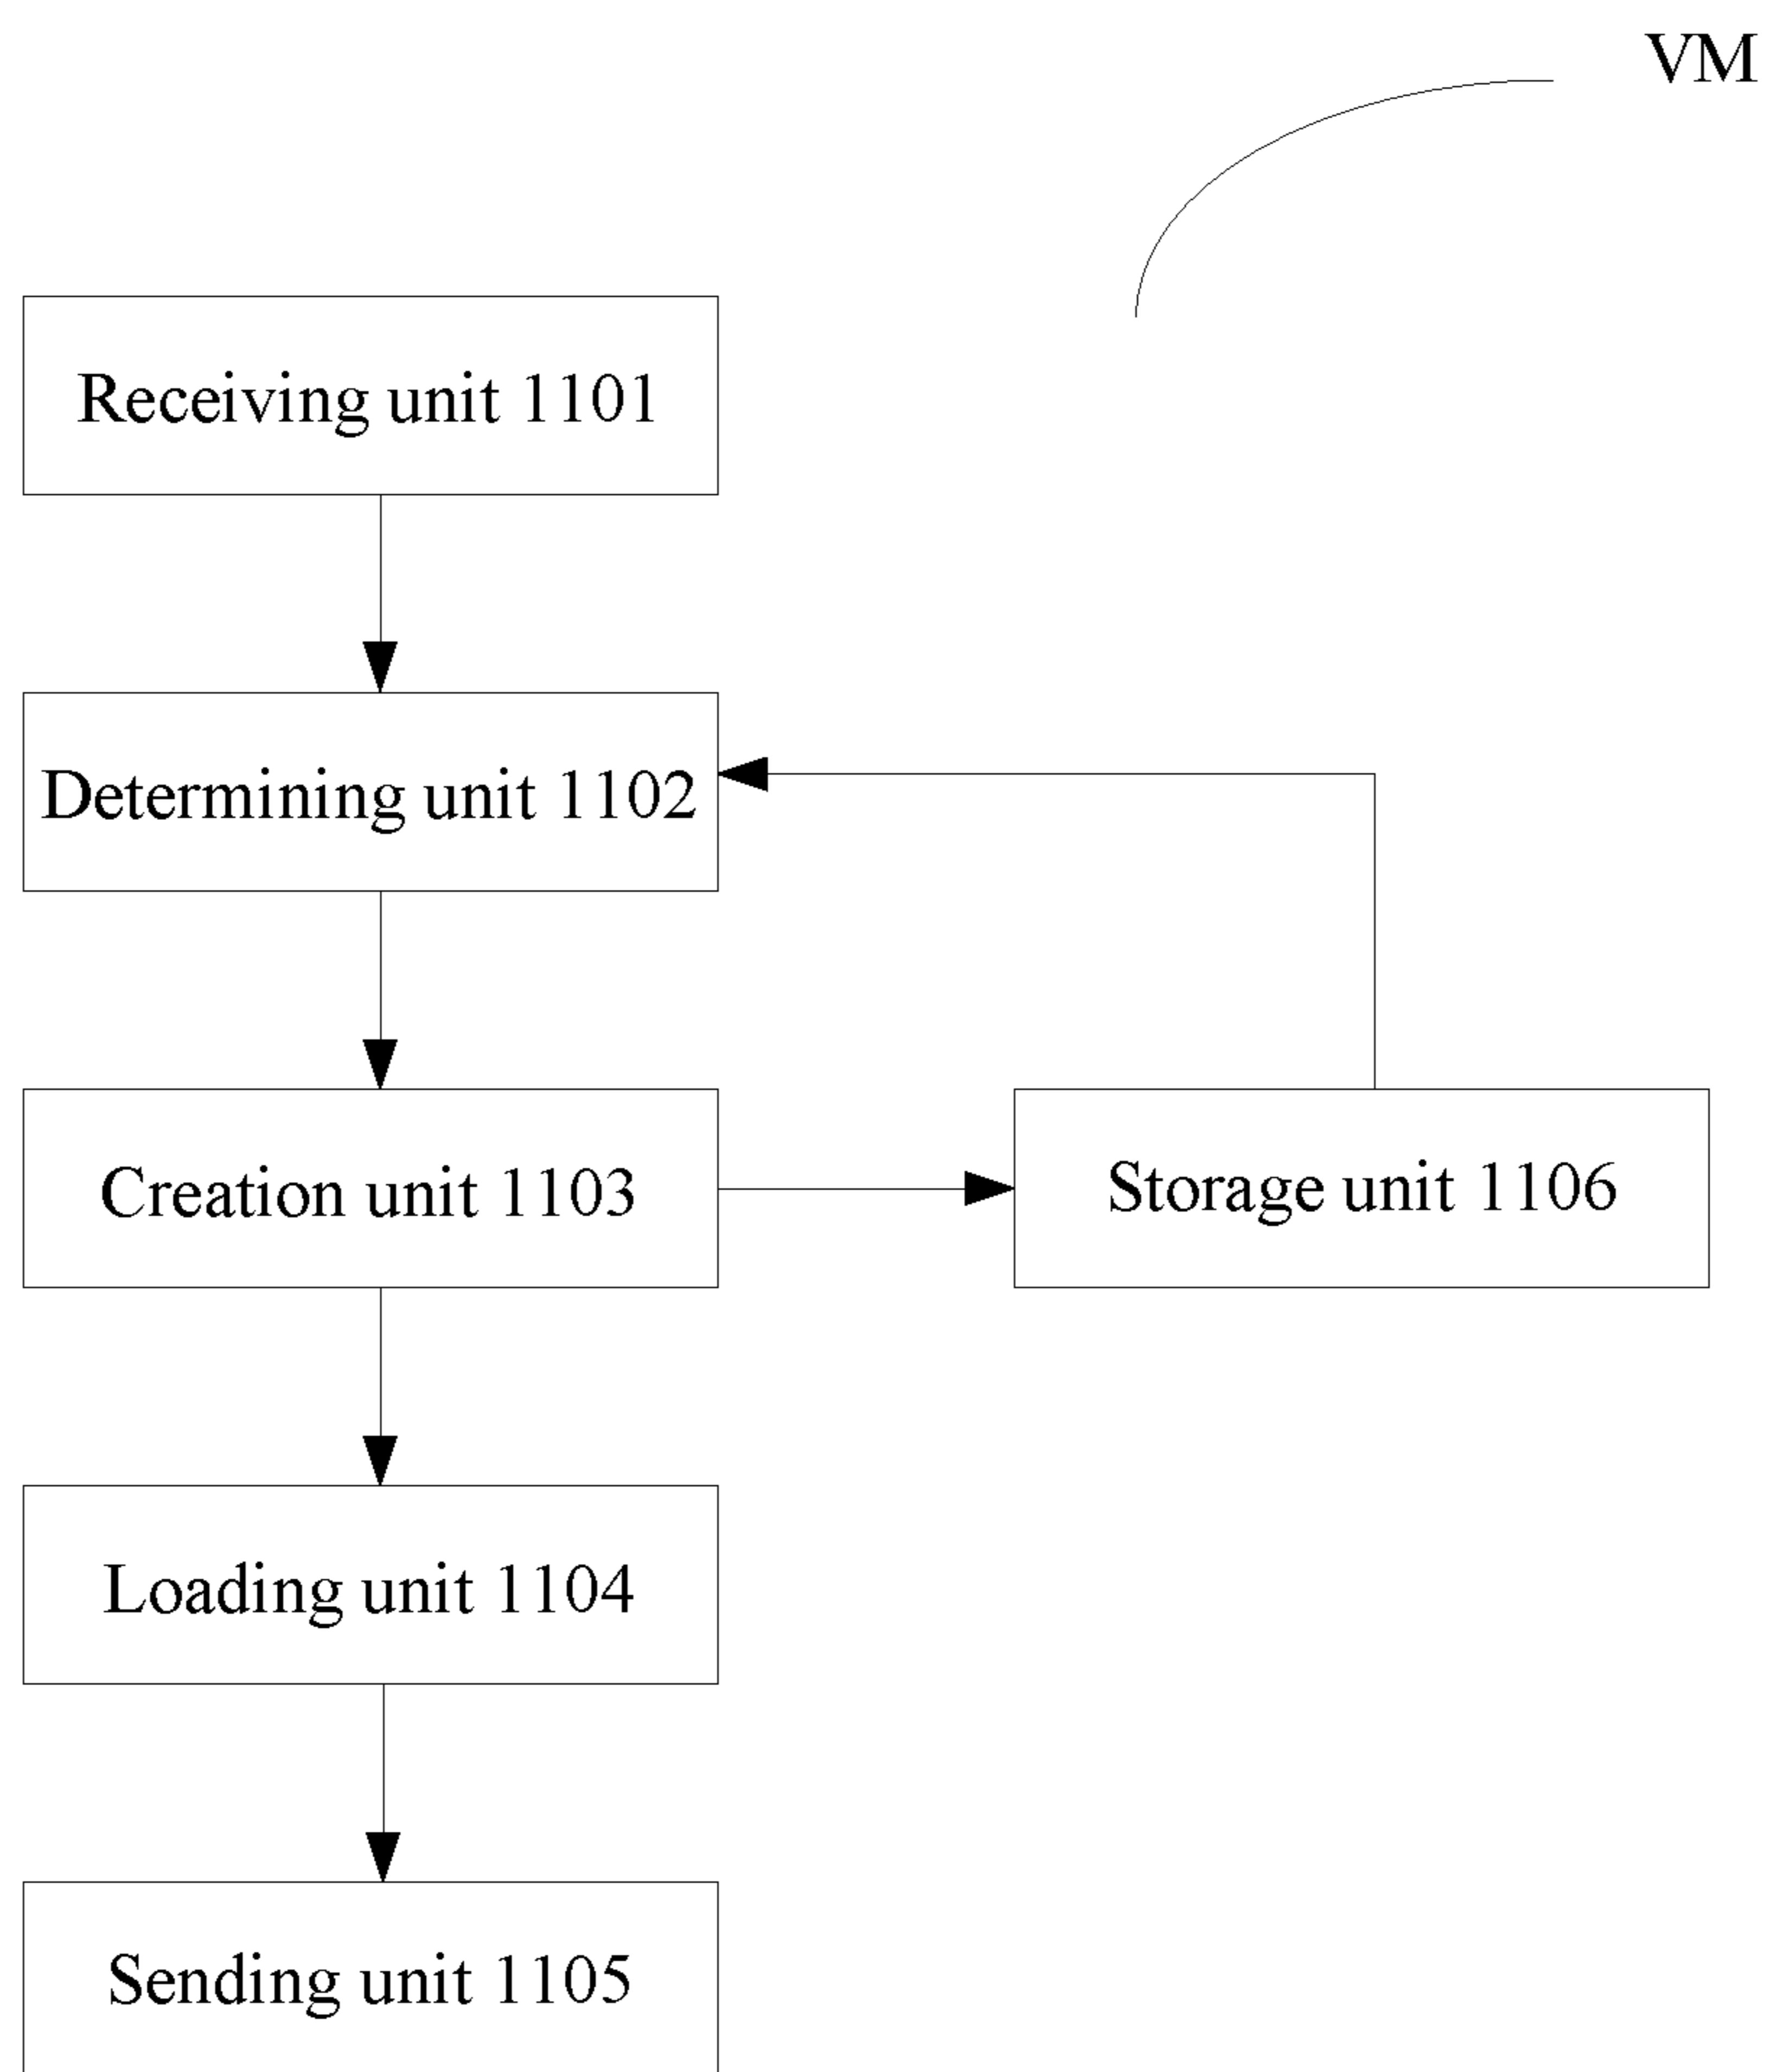 VM
Receiving unit 1101
Determining unit 1102
Creation unit 1103
Storage unit 1106
Loading unit 1104
Sending unit 1105